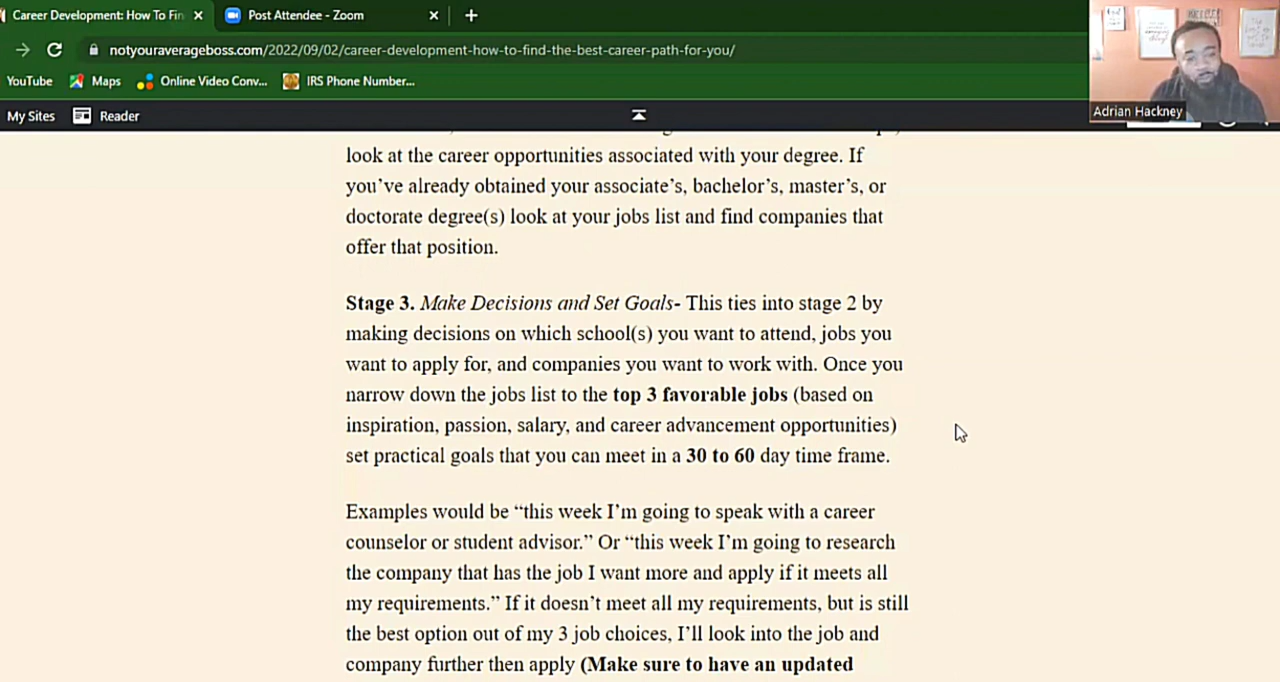 Career Development: How To Fin
Post Attendee - Zoom
notyouraverageboss.com/2022/09/02/career-development-how-to-find-the-best-career-path-for-you/
YouTube Maps Online Video Conv... IRS Phone Number...
My Sites Reader
Adrian Hackney
look at the career opportunities associated with your degree. If
you’ve already obtained your associate’s, bachelor’s, master’s, or
doctorate degree(s) look at your jobs list and find companies that
offer that position.
Stage 3. Make Decisions and Set Goals- This ties into stage 2 by
making decisions on which school(s) you want to attend, jobs you
want to apply for, and companies you want to work with. Once you
narrow down the jobs list to the top 3 favorable jobs (based on
inspiration, passion, salary, and career advancement opportunities)
set practical goals that you can meet in a 30 to 60 day time frame.
Examples would be “this week I’m going to speak with a career
counselor or student advisor.” Or “this week I’m going to research
the company that has the job I want more and apply if it meets all
my requirements.” If it doesn’t meet all my requirements, but is still
the best option out of my 3 job choices, I’ll look into the job and
company further then apply (Make sure to have an updated